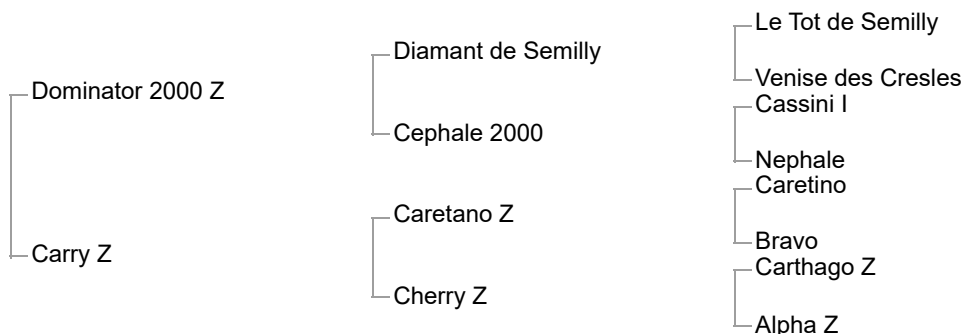 Le Tot de Semilly
Diamant de Semilly
Venise des Cresles
Dominator 2000 Z
Cassini I
Cephale 2000
Nephale
Caretino
Caretano Z
Bravo
Carry Z
Carthago Z
Cherry Z
Alpha Z